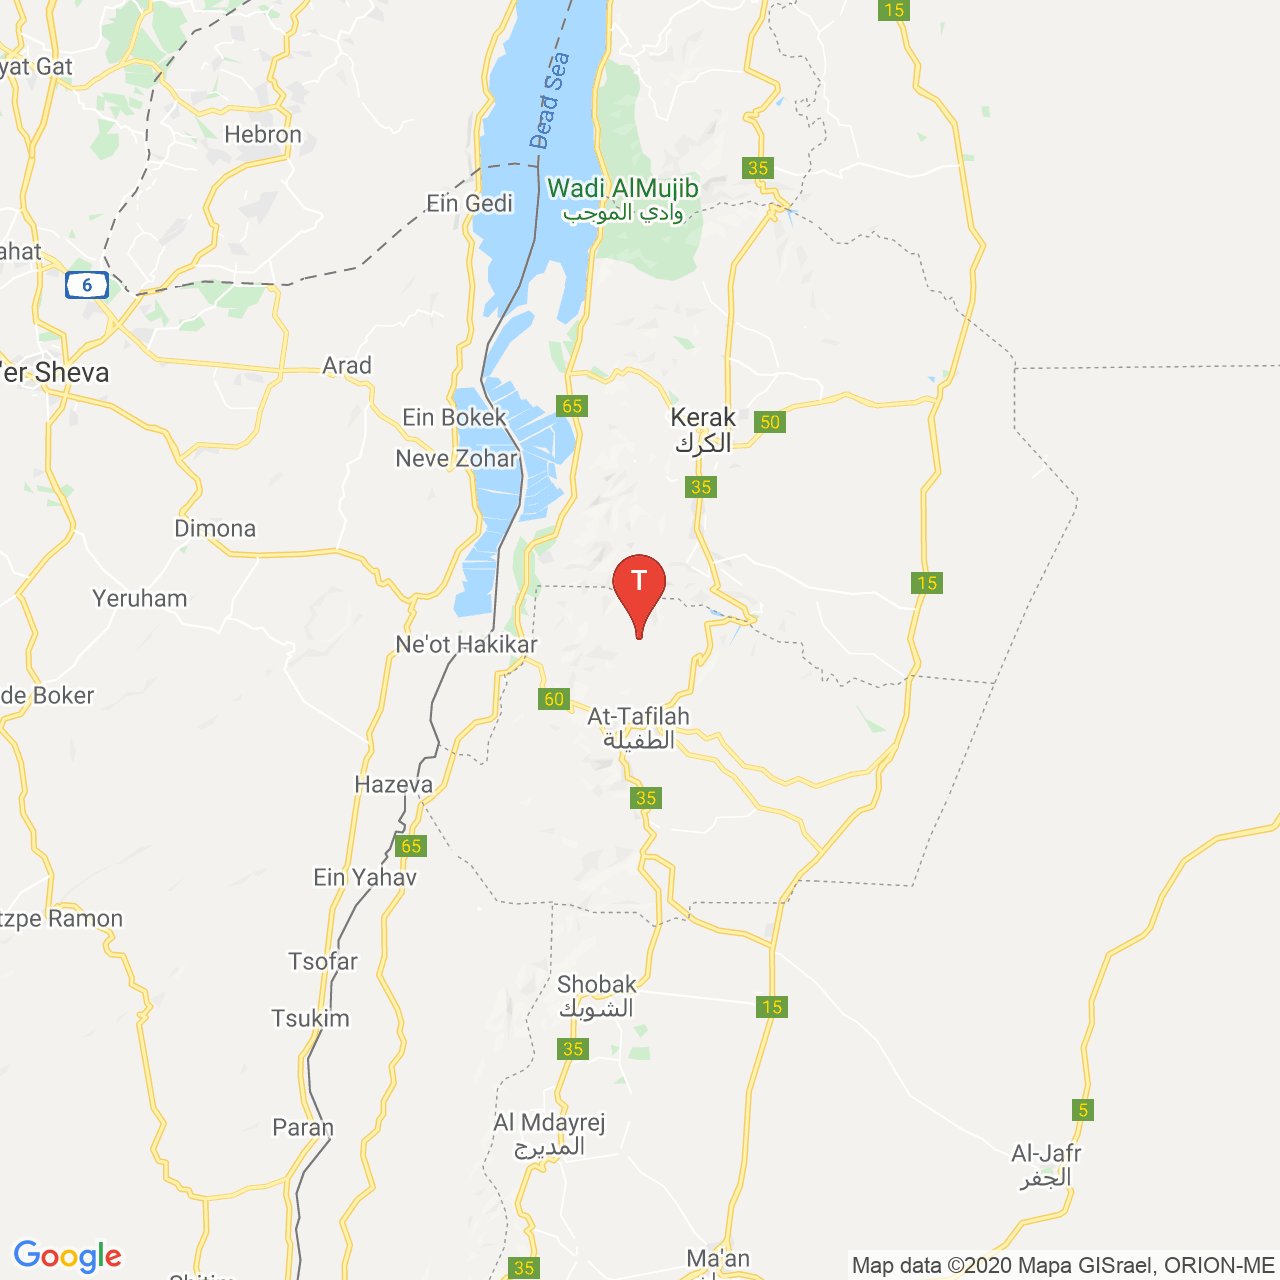 15
yat Gat
Dead Sea
Hebron
35
Wadi AlMujib
وادي الموجب
Ein Gedi
ahat
6
Arad
'er Sheva
65
Ein Bokek
Kerak
الكرك
50
Neve Zohar
35
Dimona
T
15
Yeruham
Ne'ot Hakikar
de Boker
60
At-Tafilah
الطفيلة
Hazeva
35
65
Ein Yahav
tzpe Ramon
Tsofar
Shobak
الشوبك
15
Tsukim
35
5
Al Mdayrej
المديرج
Paran
Al-Jafr
الجفر
Google
Ma'an
35
Map data ©2020 Mapa GISrael, ORION-ME